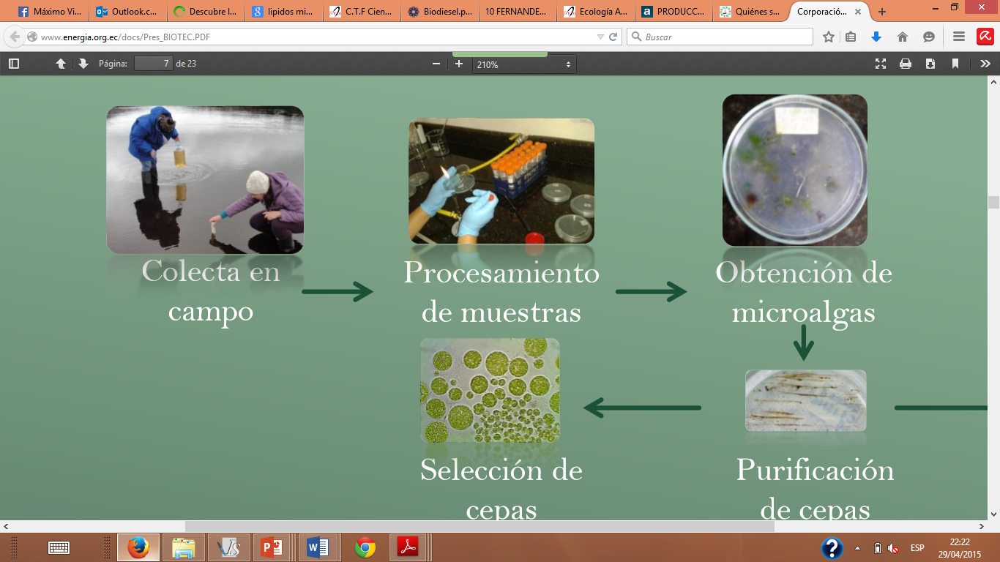 Máximo Vi...
Outlook.c...
Descubre l...
lipidos mi...
C.T.F Cien...
Biodiesel.p...
10 FERNANDE...
Ecología A...
PRODUCC...
Quiénes s...
Corporació...
www.energia.org.ec/docs/Pres_BIOTEC.PDF
Buscar
Página: 7 de 23
210%
Colecta en
campo
Procesamiento
de muestras
Obtención de
microalgas
Selección de
cepas
Purificación
de cepas
ESP
22:22
29/04/2015